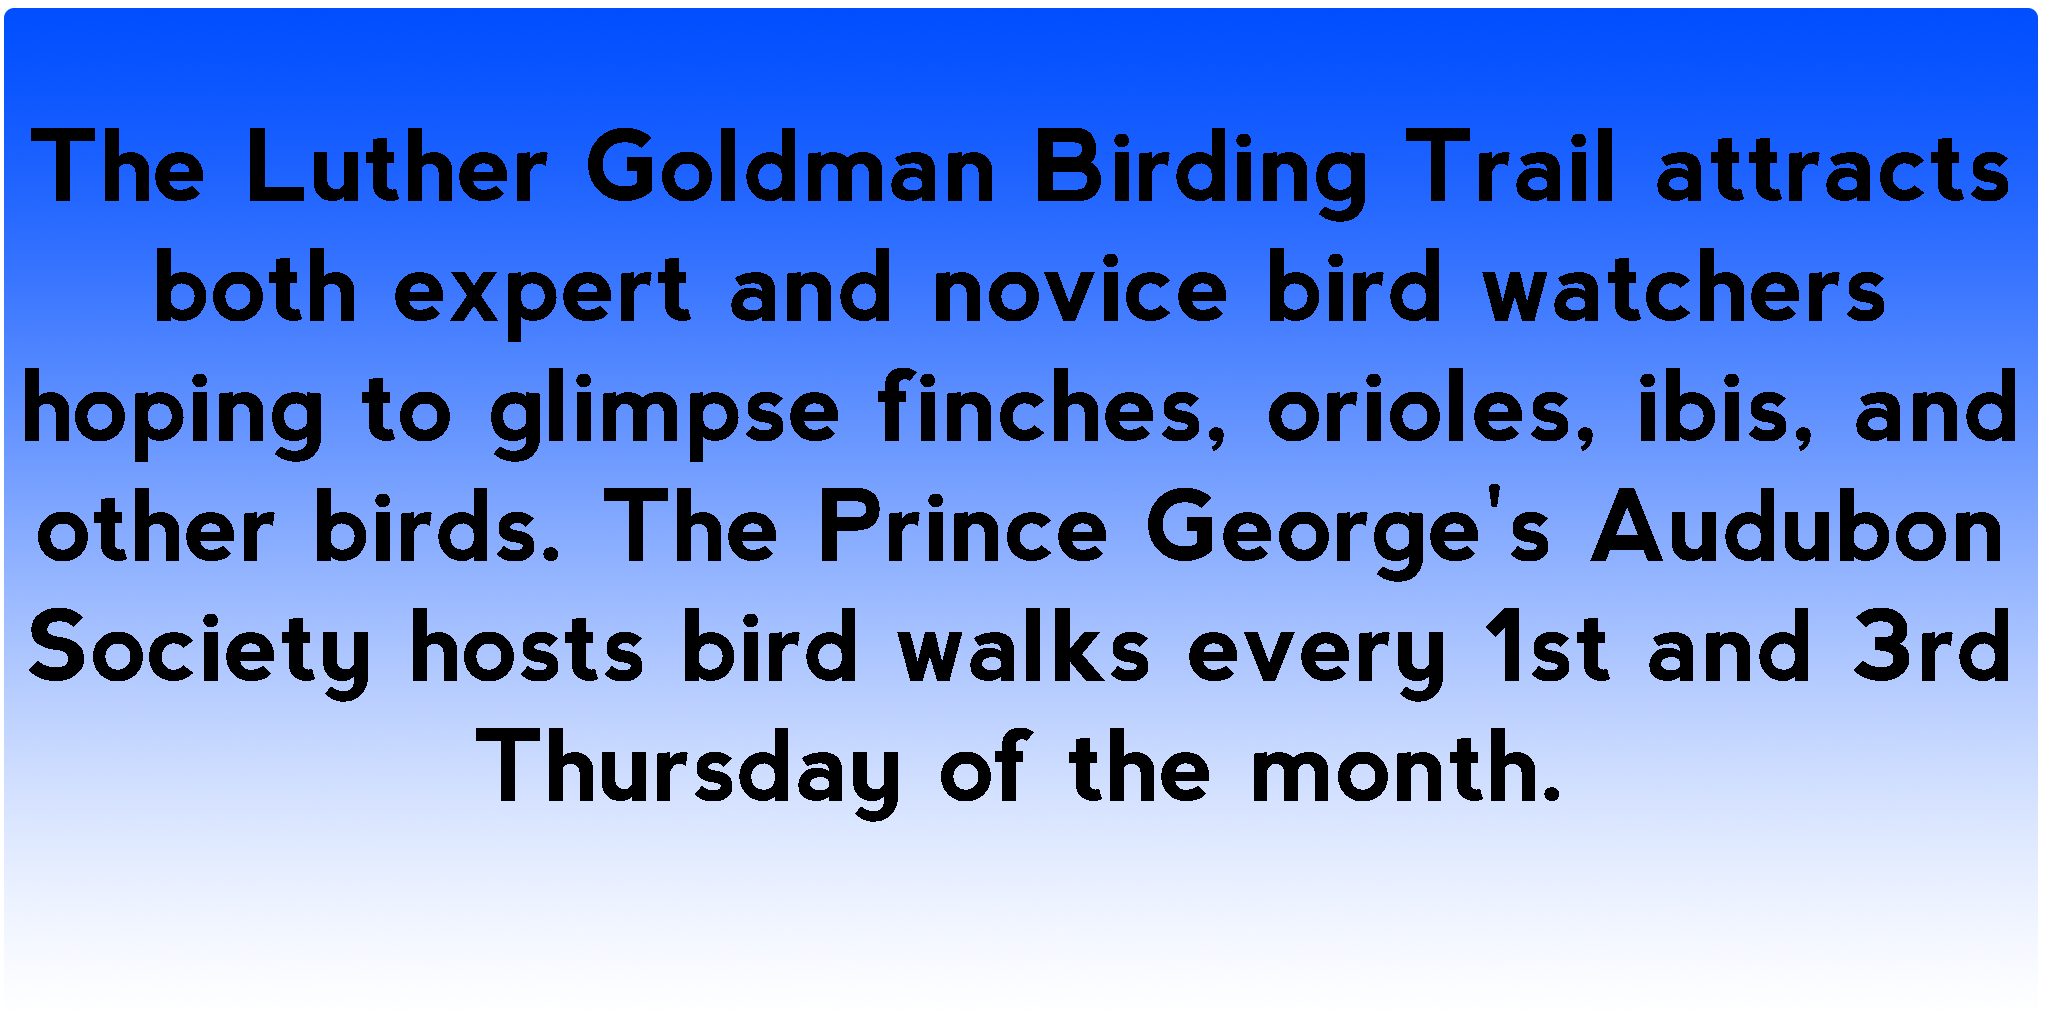 The Luther Goldman Birding Trail attracts
both expert and novice bird watchers
hoping to glimpse finches, orioles, ibis, and
other birds. The Prince George's Audubon
Society hosts bird walks every 1st and 3rd
Thursday of the month.